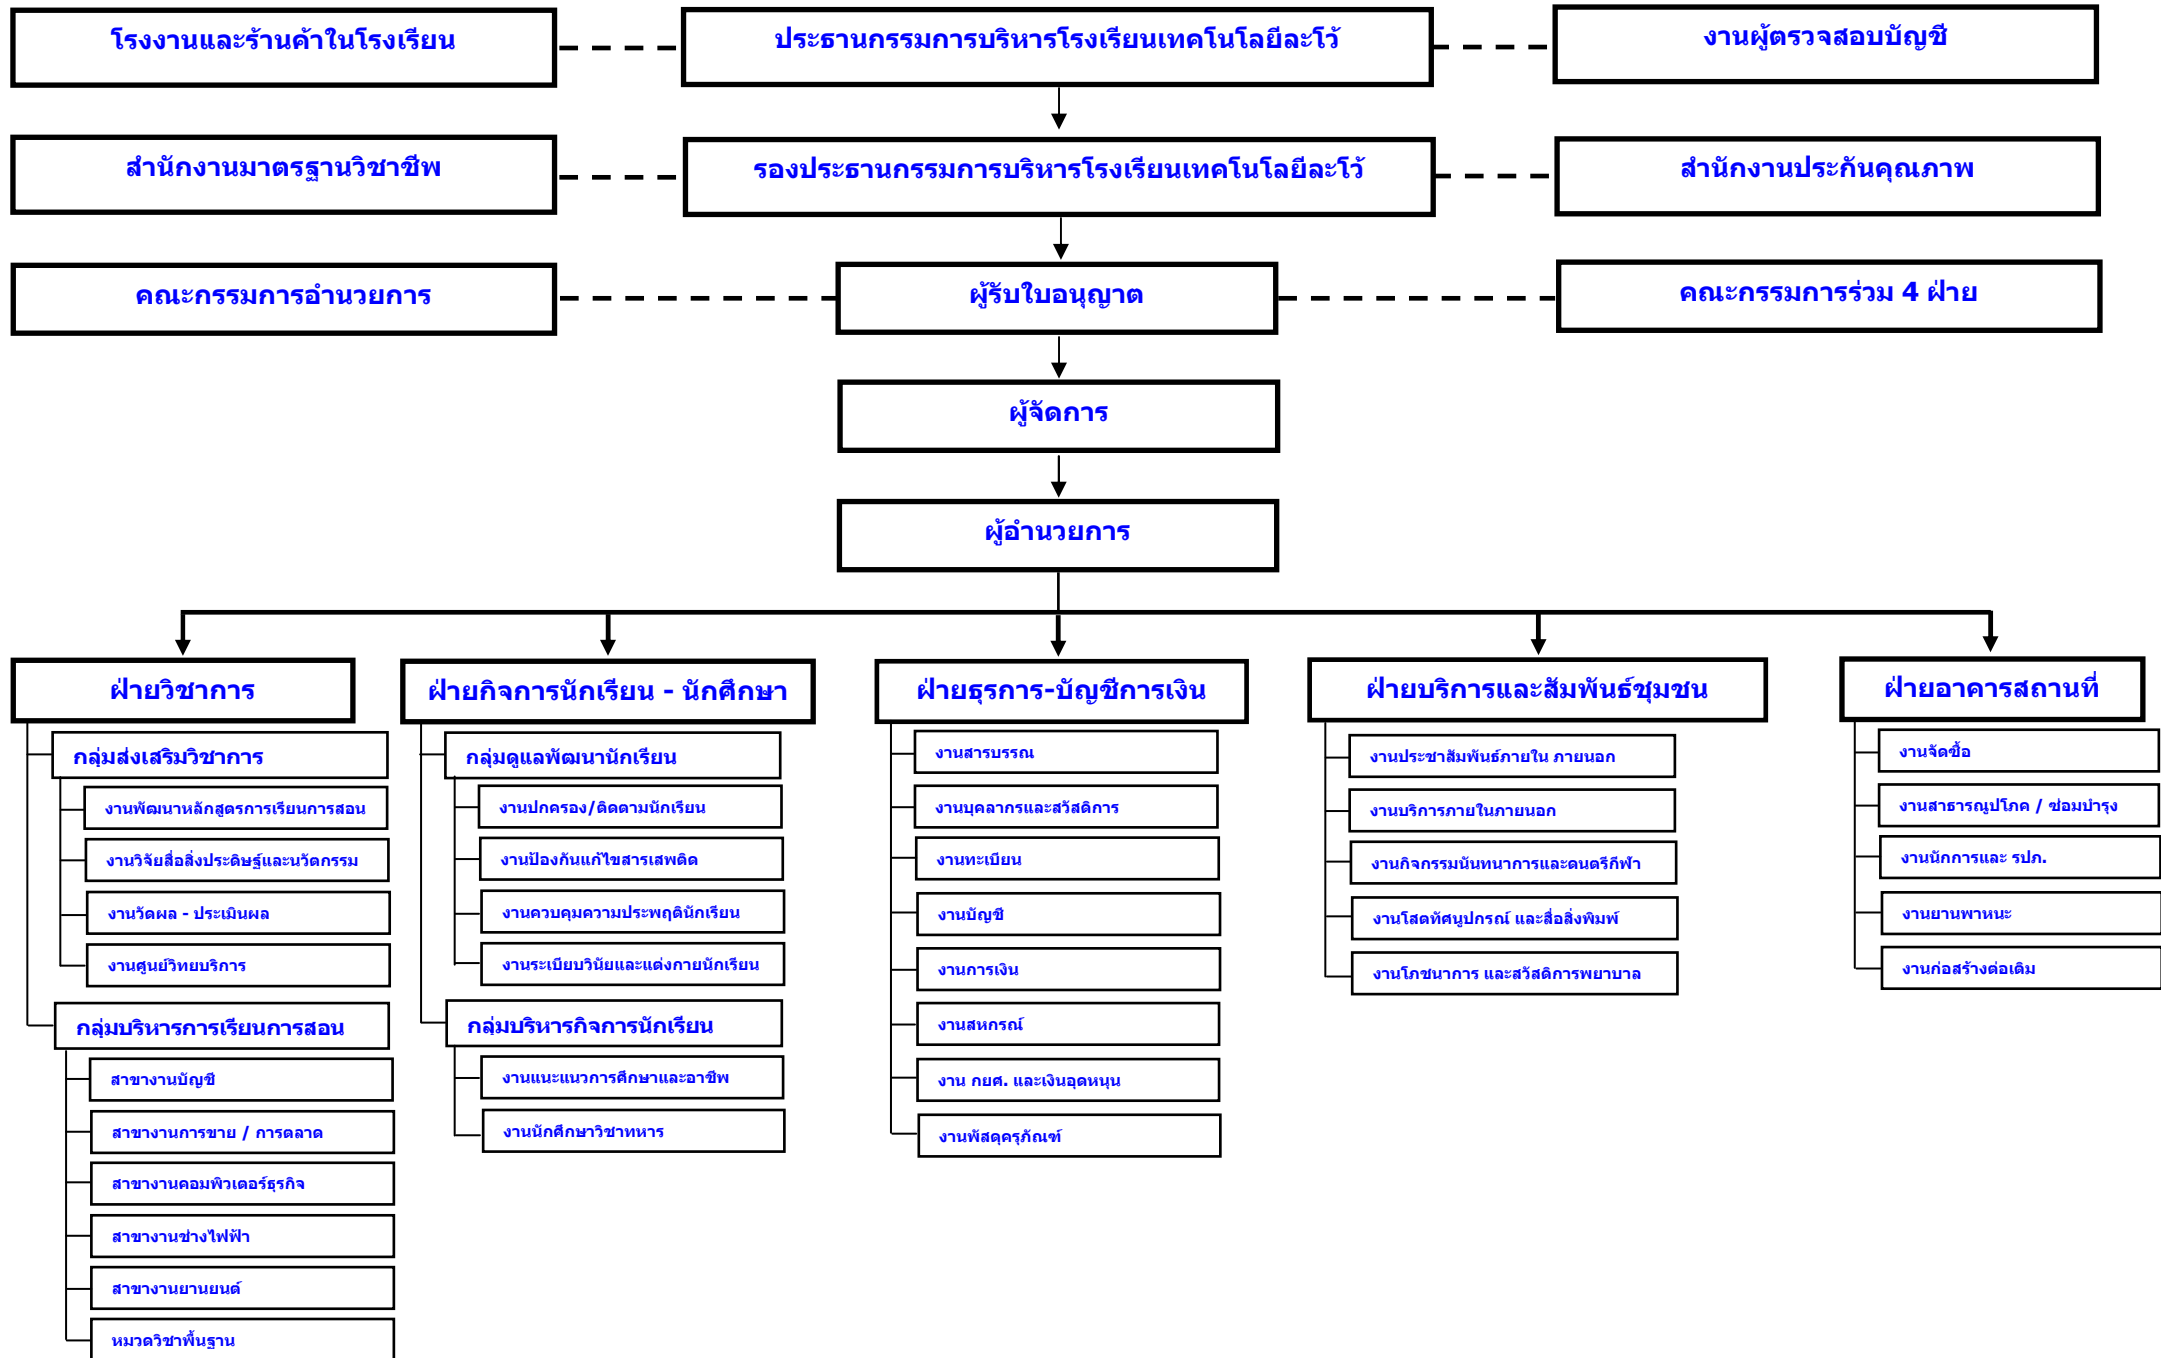 โรงงานและร้านค้าในโรงเรียน
ประธานกรรมการบริหารโรงเรียนเทคโนโลยีละโว้
งานผู้ตรวจสอบบัญชี
สำนักงานมาตรฐานวิชาชีพ
รองประธานกรรมการบริหารโรงเรียนเทคโนโลยีละโว้
สำนักงานประกันคุณภาพ
คณะกรรมการอำนวยการ
ผู้รับใบอนุญาต
คณะกรรมการร่วม 4 ฝ่าย
ผู้จัดการ
ผู้อำนวยการ
ฝ่ายวิชาการ
กลุ่มส่งเสริมวิชาการ
งานพัฒนาหลักสูตรการเรียนการสอน
งานวิจัยสื่อสิ่งประดิษฐ์และนวัตกรรม
งานวัดผล - ประเมินผล
งานศูนย์วิทยบริการ
กลุ่มบริหารการเรียนการสอน
สาขางานบัญชี
สาขางานการขาย / การตลาด
สาขางานคอมพิวเตอร์ธุรกิจ
สาขางานช่างไฟฟ้า
สาขางานยานยนต์
หมวดวิชาพื้นฐาน
ฝ่ายกิจการนักเรียน - นักศึกษา
กลุ่มดูแลพัฒนานักเรียน
งานปกครอง/ติดตามนักเรียน
งานป้องกันแก้ไขสารเสพติด
งานควบคุมความประพฤตินักเรียน
งานระเบียบวินัยและแต่งกายนักเรียน
กลุ่มบริหารกิจการนักเรียน
งานแนะแนวการศึกษาและอาชีพ
งานนักศึกษาวิชาทหาร
ฝ่ายธุรการ-บัญชีการเงิน
งานสารบรรณ
งานบุคลากรและสวัสดิการ
งานทะเบียน
งานบัญชี
งานการเงิน
งานสหกรณ์
งาน กยศ. และเงินอุดหนุน
งานพัสดุครุภัณฑ์
ฝ่ายบริการและสัมพันธ์ชุมชน
งานประชาสัมพันธ์ภายใน ภายนอก
งานบริการภายในภายนอก
งานกิจกรรมนันทนาการและดนตรีกีฬา
งานโสตทัศนูปกรณ์ และสื่อสิ่งพิมพ์
งานโภชนาการ และสวัสดิการพยาบาล
ฝ่ายอาคารสถานที่
งานจัดซื้อ
งานสาธารณูปโภค / ซ่อมบำรุง
งานนักการและ รปภ.
งานยานพาหนะ
งานก่อสร้างต่อเติม